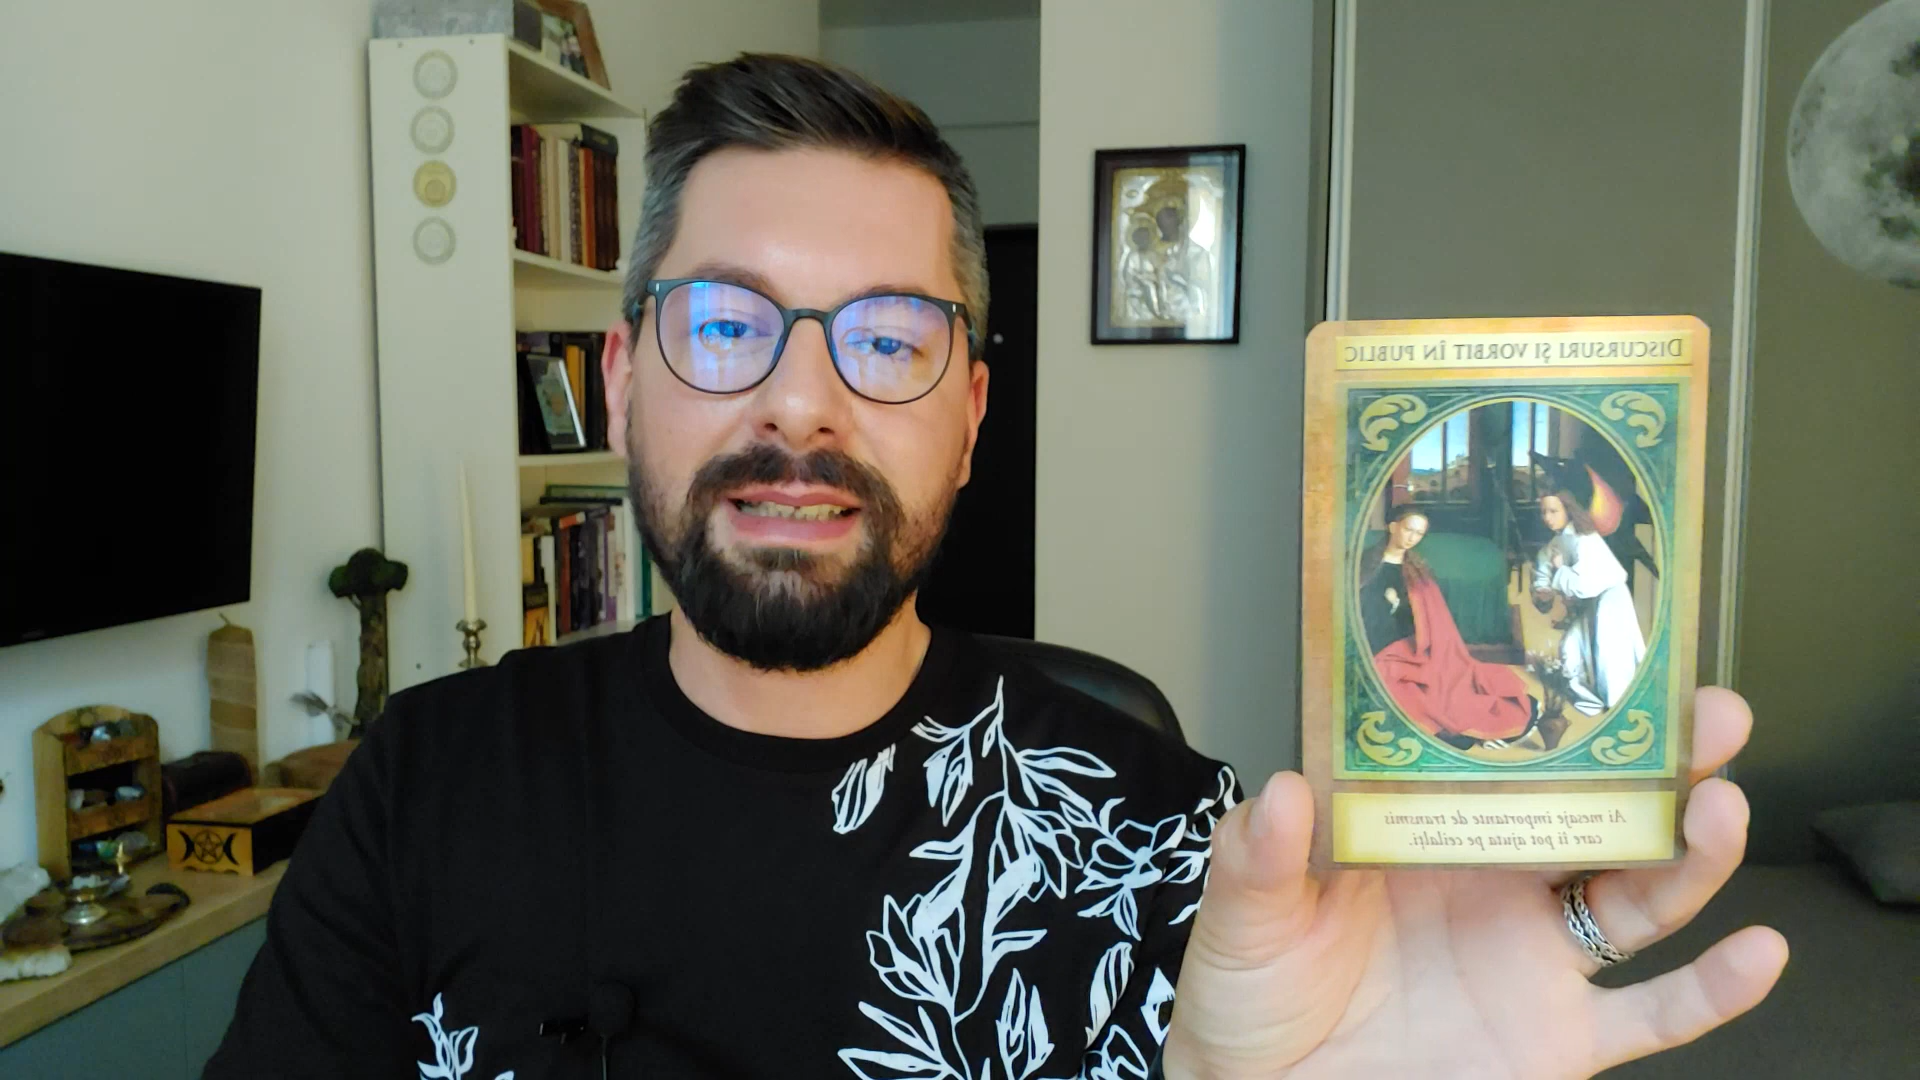 DISCURSURI ȘI VORBIT ÎN PUBLIC
Ai mesaje importante de transmis
care îi pot ajuta pe ceilalți.